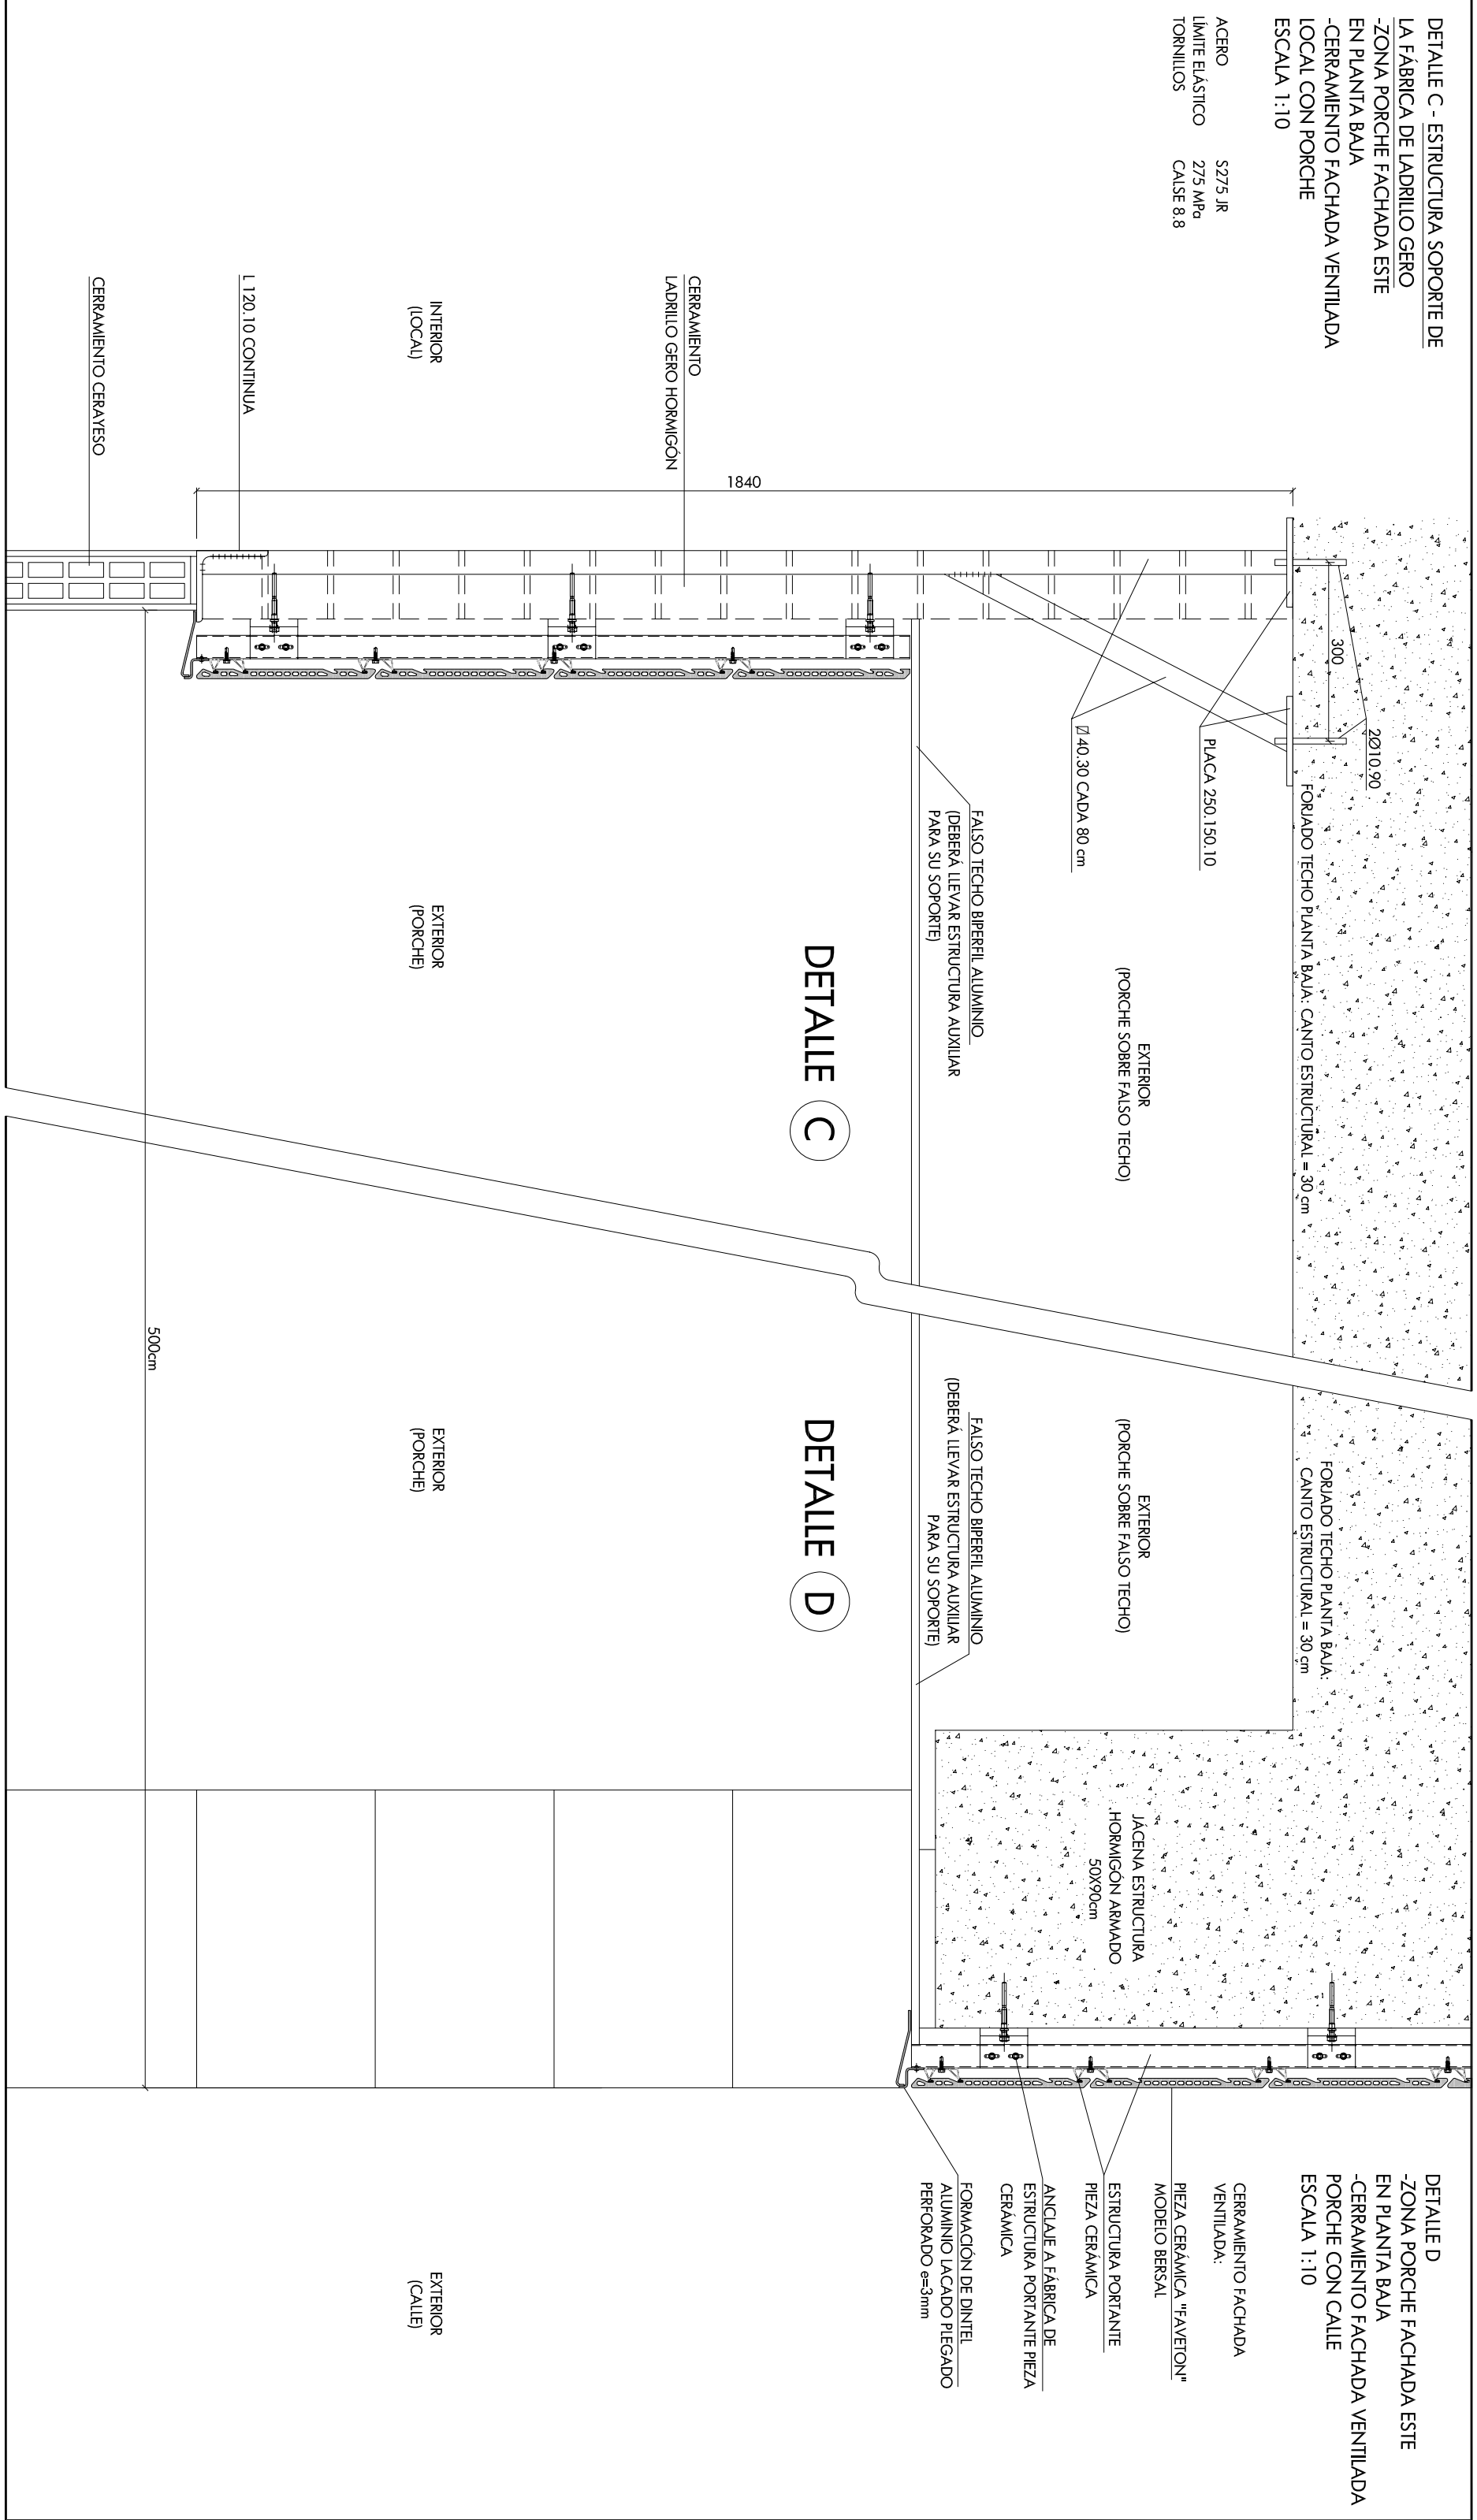 DETALLE C - ESTRUCTURA SOPORTE DE
LA FÁBRICA DE LADRILLO GERO
-ZONA PORCHE FACHADA ESTE
EN PLANTA BAJA
-CERRAMIENTO FACHADA VENTILADA
LOCAL CON PORCHE
ESCALA 1:10
ACERO S275 JR
LÍMITE ELÁSTICO 275 MPa
TORNILLOS CALSE 8.8
CERRAMIENTO
LADRILLO GERO HORMIGÓN
INTERIOR
(LOCAL)
L 120.10 CONTINUA
CERRAMIENTO CERAYESO
1840
300
2Ø10.90
PLACA 250.150.10
40.30 CADA 80 cm
FORJADO TECHO PLANTA BAJA: CANTO ESTRUCTURAL = 30 cm
EXTERIOR
(PORCHE SOBRE FALSO TECHO)
FALSO TECHO BIPERFIL ALUMINIO
(DEBERÁ LLEVAR ESTRUCTURA AUXILIAR
PARA SU SOPORTE)
DETALLE C
EXTERIOR
(PORCHE)
500cm
FORJADO TECHO PLANTA BAJA:
CANTO ESTRUCTURAL = 30 cm
EXTERIOR
(PORCHE SOBRE FALSO TECHO)
FALSO TECHO BIPERFIL ALUMINIO
(DEBERÁ LLEVAR ESTRUCTURA AUXILIAR
PARA SU SOPORTE)
DETALLE D
EXTERIOR
(PORCHE)
JÁCENA ESTRUCTURA
HORMIGÓN ARMADO
50X90cm
DETALLE D
-ZONA PORCHE FACHADA ESTE
EN PLANTA BAJA
-CERRAMIENTO FACHADA VENTILADA
PORCHE CON CALLE
ESCALA 1:10
CERRAMIENTO FACHADA
VENTILADA:
PIEZA CERÁMICA "FAVETON"
MODELO BERSAL
ESTRUCTURA PORTANTE
PIEZA CERÁMICA
ANCLAJE A FÁBRICA DE
ESTRUCTURA PORTANTE PIEZA
CERÁMICA
FORMACIÓN DE DINTEL
ALUMINIO LACADO PLEGADO
PERFORADO e=3mm
EXTERIOR
(CALLE)